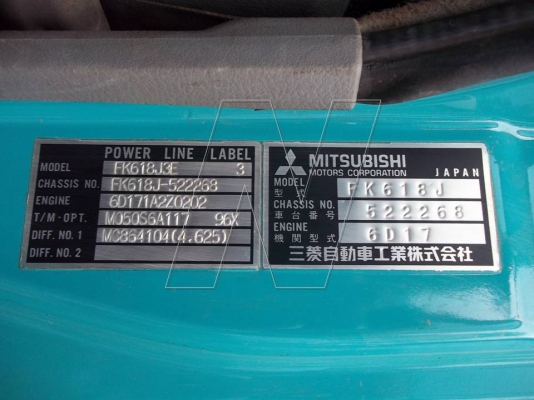 POWER LINE LABEL
MODEL FK618J3E 3
CHASSIS NO. FK618J-522268
ENGINE 6D171A2Z0202
T/M·OPT. M060S6A117 96X
DIFF. NO. 1 MC864104(4.625)
DIFF. NO. 2
MITSUBISHI
MOTORS CORPORATION JAPAN
MODEL
型式 FK618J
CHASSIS NO.
車台番号 522268
ENGINE
機関型式 6D17
三菱自動車工業株式会社